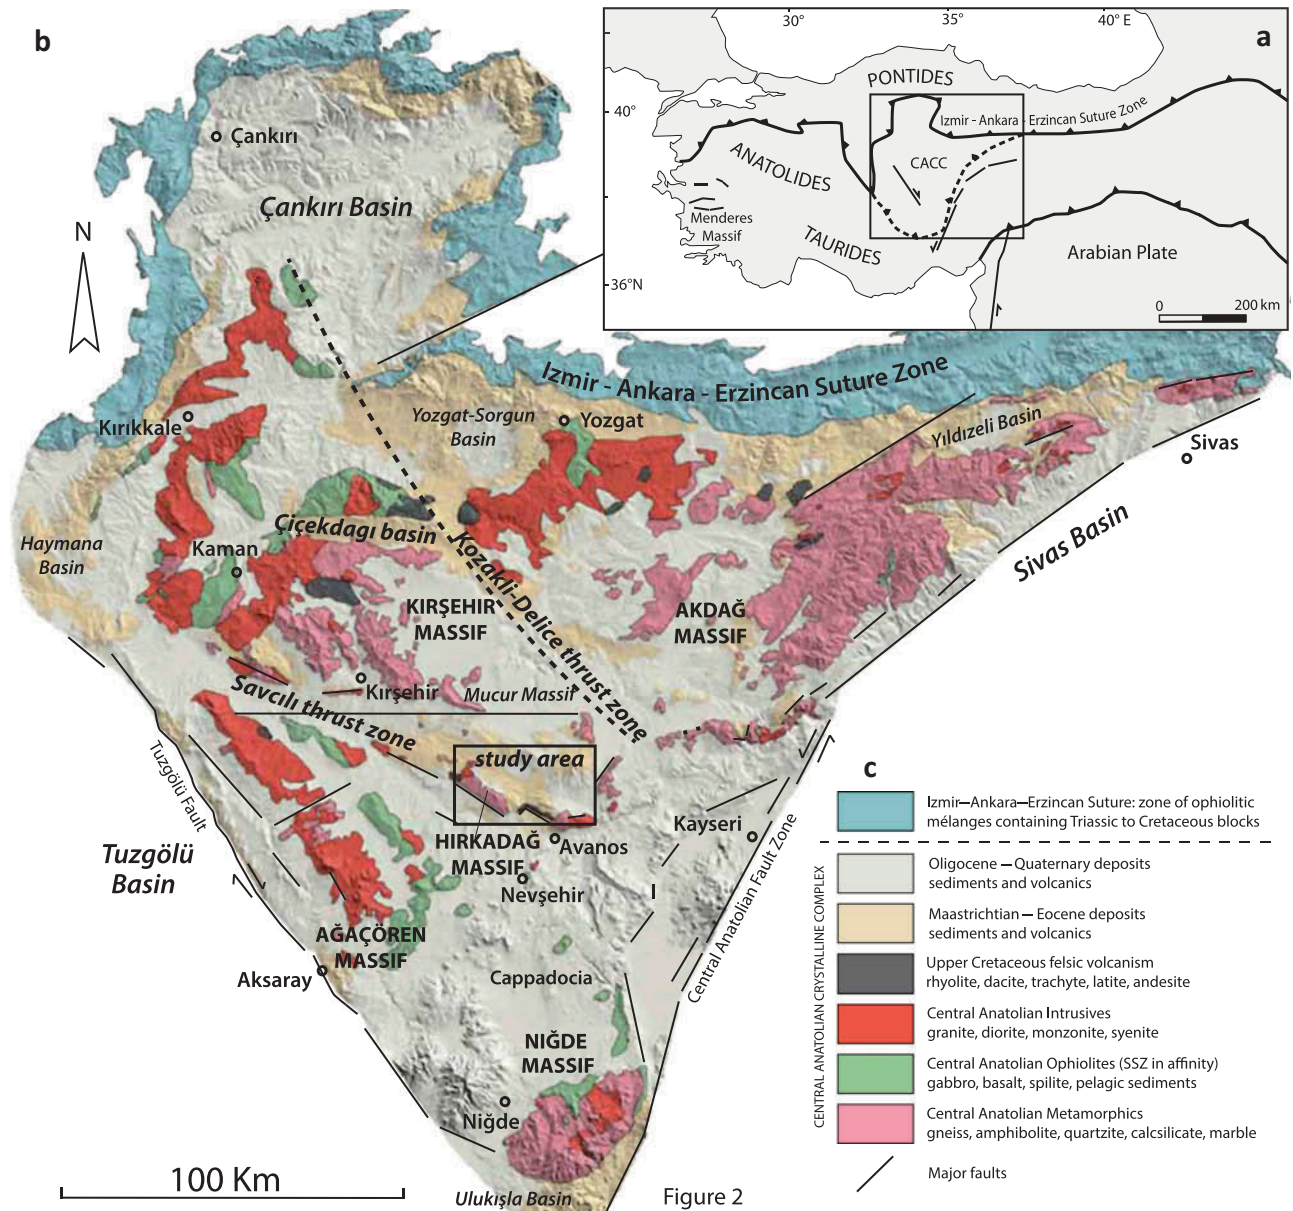 b
a
30°
35°
40° E
40°
36°N
PONTIDES
Izmir - Ankara - Erzincan Suture Zone
ANATOLIDES
CACC
Menderes
Massif
TAURIDES
Arabian Plate
0
200 km
Çankırı
Çankırı Basin
N
Izmir - Ankara - Erzincan Suture Zone
Kırıkkale
Yozgat-Sorgun
Basin
Yozgat
Yıldızeli Basin
Sivas
Sivas Basin
Haymana
Basin
Çiçekdagı basin
Kaman
Kozakli-Delice thrust zone
KIRŞEHIR
MASSIF
AKDAĞ
MASSIF
Kırşehir
Mucur Massif
Savcılı thrust zone
study area
Tuzgölü Fault
Tuzgölü
Basin
HIRKADAĞ
MASSIF
Avanos
Nevşehir
Kayseri
Central Anatolian Fault Zone
AĞAÇÖREN
MASSIF
Aksaray
Cappadocia
NIĞDE
MASSIF
Niğde
Ulukışla Basin
100 Km
Figure 2
c
Izmir—Ankara—Erzincan Suture: zone of ophiolitic
mélanges containing Triassic to Cretaceous blocks
CENTRAL ANATOLIAN CRYSTALLINE COMPLEX
Oligocene — Quaternary deposits
sediments and volcanics
Maastrichtian — Eocene deposits
sediments and volcanics
Upper Cretaceous felsic volcanism
rhyolite, dacite, trachyte, latite, andesite
Central Anatolian Intrusives
granite, diorite, monzonite, syenite
Central Anatolian Ophiolites (SSZ in affinity)
gabbro, basalt, spilite, pelagic sediments
Central Anatolian Metamorphics
gneiss, amphibolite, quartzite, calcsilicate, marble
Major faults